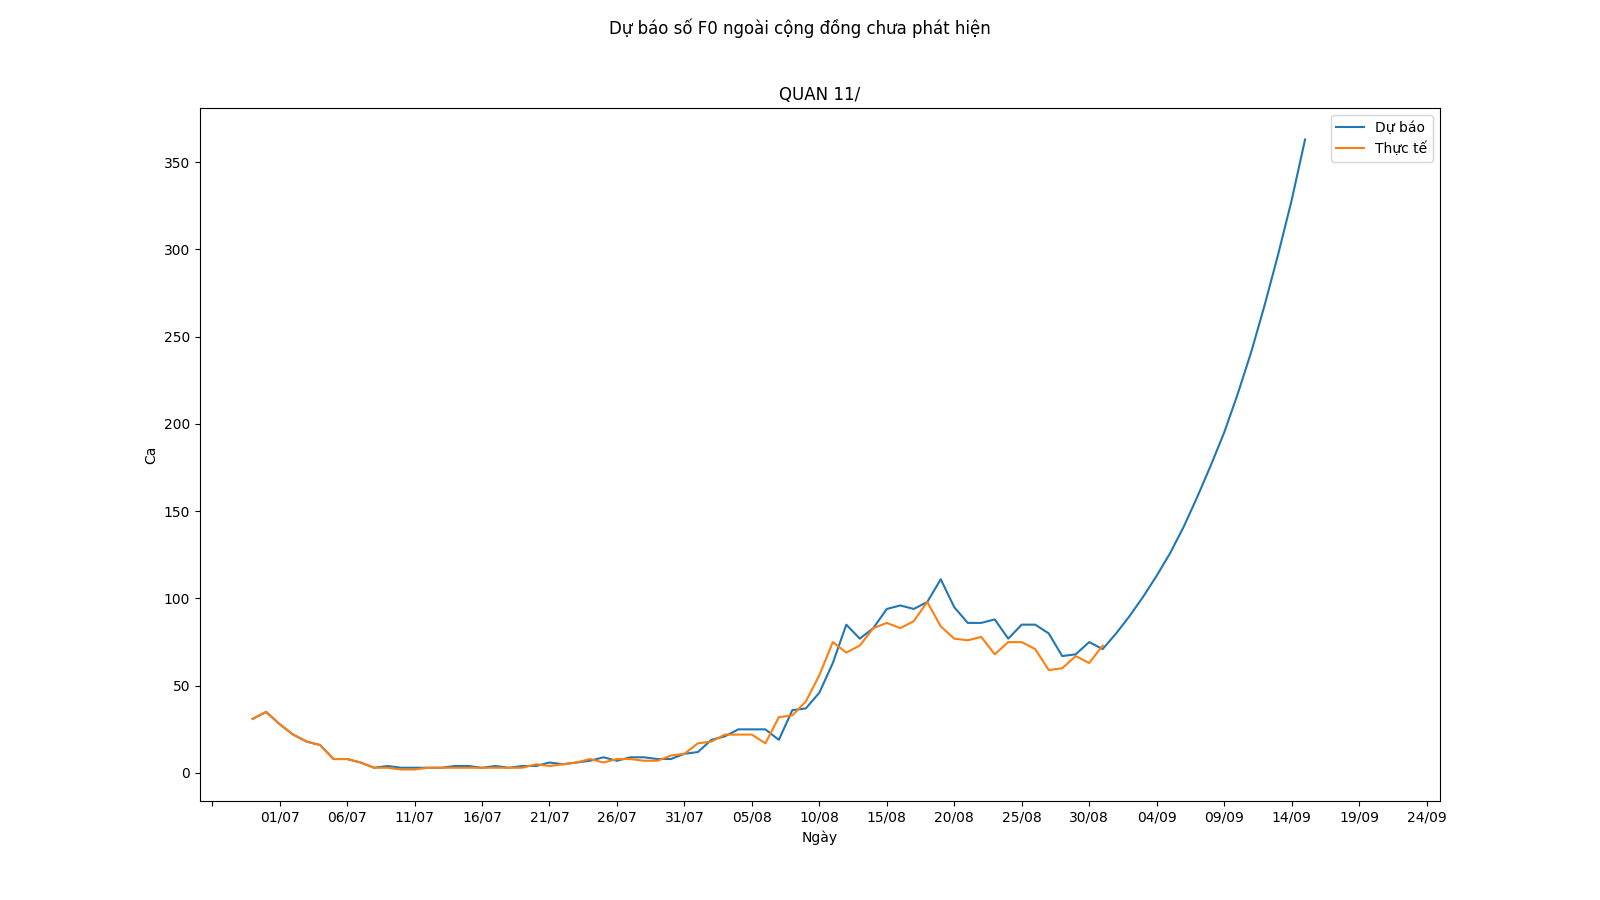 Dự báo số F0 ngoài cộng đồng chưa phát hiện
QUAN 11/
Dự báo
Thực tế
350
300
250
200
150
100
50
0
Ca
01/07 06/07 11/07 16/07 21/07 26/07 31/07 05/08 10/08 15/08 20/08 25/08 30/08 04/09 09/09 14/09 19/09 24/09
Ngày